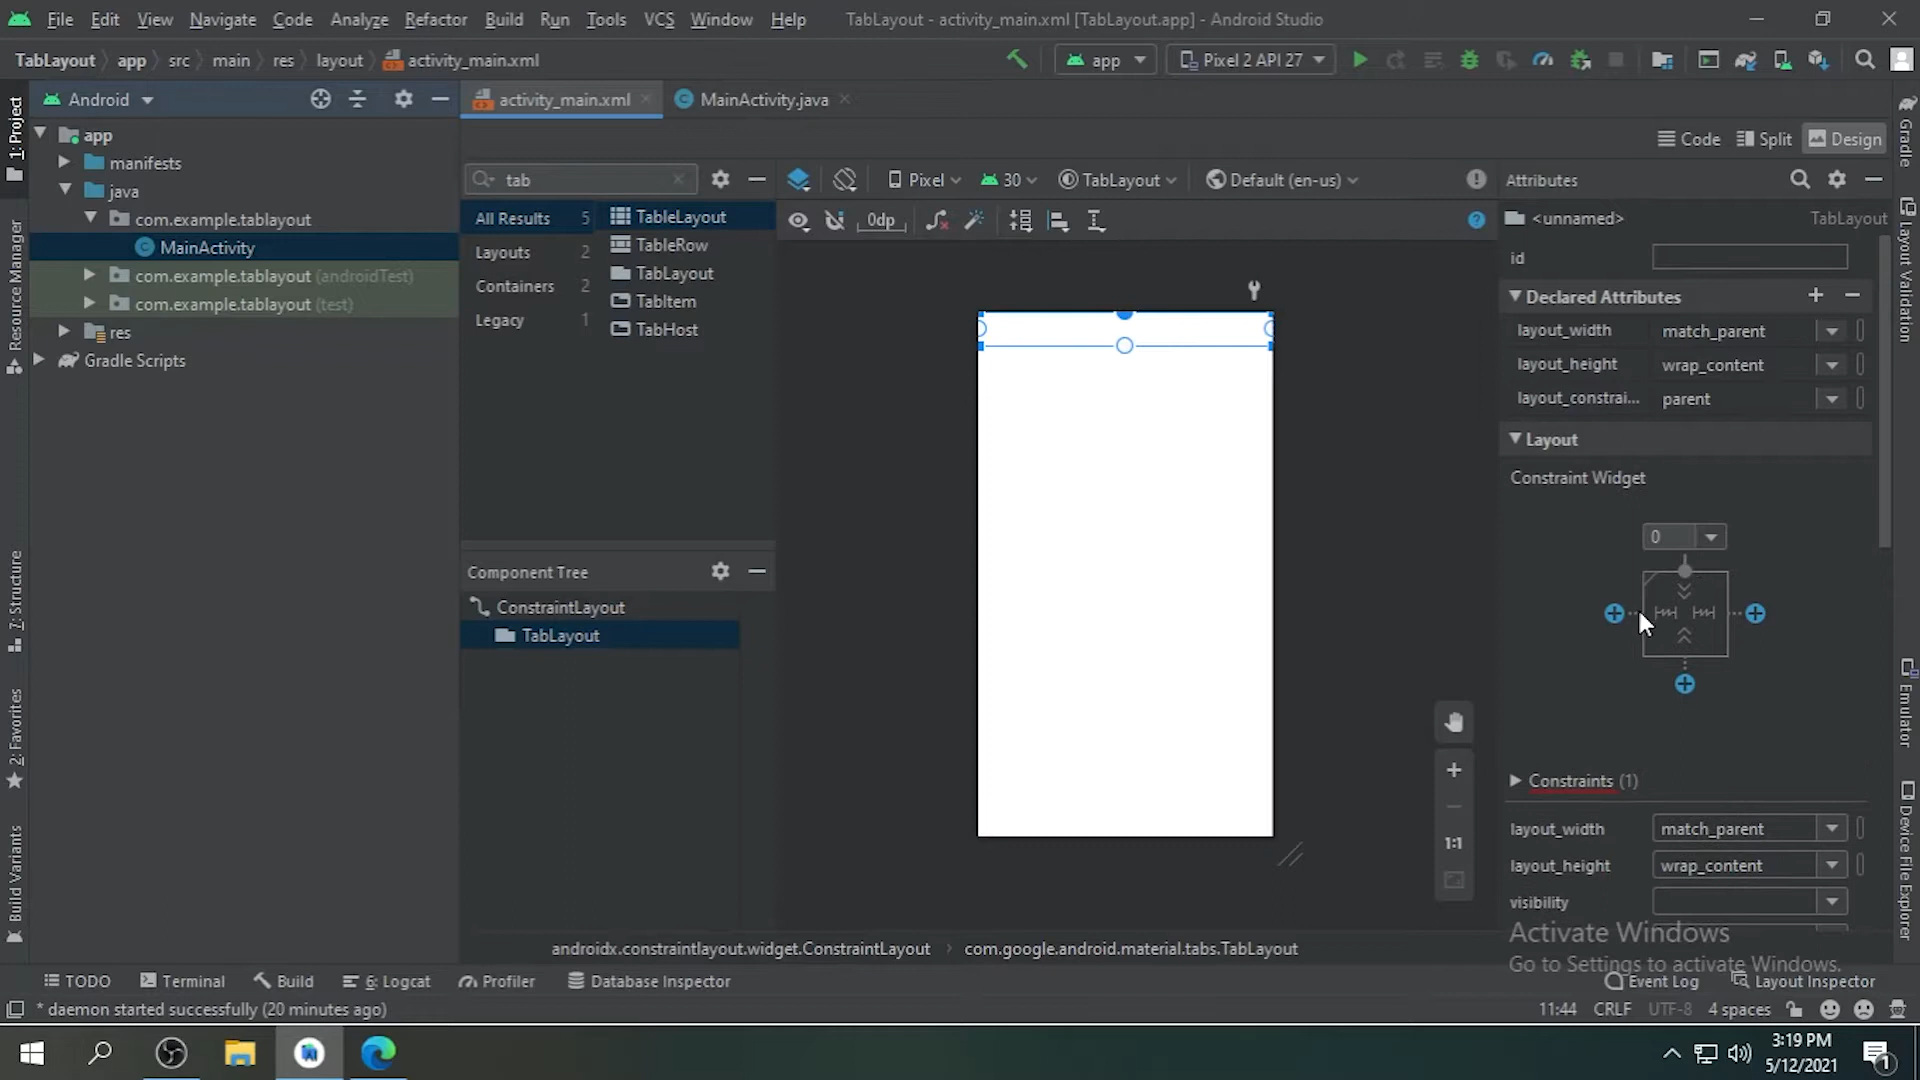 File Edit View Navigate Code Analyze Refactor Build Run Tools VCS Window Help TabLayout - activity_main.xml [TabLayout.app] - Android Studio
TabLayout app src main res layout activity_main.xml app Pixel 2 API 27
Android activity_main.xml MainActivity.java
1: Project
Resource Manager
7: Structure
2: Favorites
Build Variants
app
manifests
java
com.example.tablayout
MainActivity
com.example.tablayout (androidTest)
com.example.tablayout (test)
res
Gradle Scripts
Code Split Design
tab
All Results 5
Layouts 2
Containers 2
Legacy 1
TableLayout
TableRow
TabLayout
TabItem
TabHost
Component Tree
ConstraintLayout
TabLayout
Pixel 30 TabLayout Default (en-us)
0dp
1:1
androidx.constraintlayout.widget.ConstraintLayout com.google.android.material.tabs.TabLayout
Attributes
<unnamed> TabLayout
id
Declared Attributes
layout_width match_parent
layout_height wrap_content
layout_constrai... parent
Layout
Constraint Widget
0
Constraints (1)
layout_width match_parent
layout_height wrap_content
visibility
Activate Windows
Go to Settings to activate Windows.
Gradle
Layout Validation
Emulator
Device File Explorer
TODO Terminal Build 6: Logcat Profiler Database Inspector Event Log Layout Inspector
* daemon started successfully (20 minutes ago) 11:44 CRLF UTF-8 4 spaces
3:19 PM
5/12/2021
1